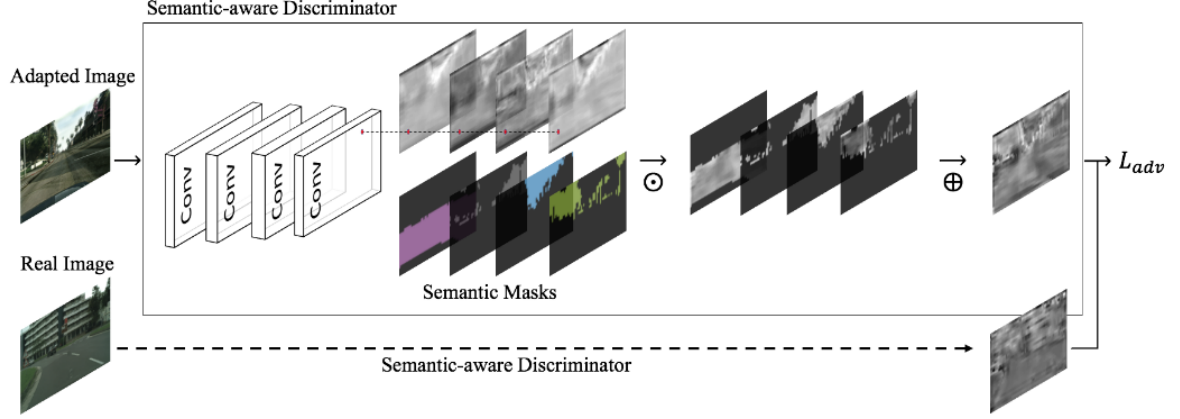 Semantic-aware Discriminator
Adapted Image
Conv
Conv
Conv
Conv
⊙
⊕
L_adv
Semantic Masks
Real Image
Semantic-aware Discriminator